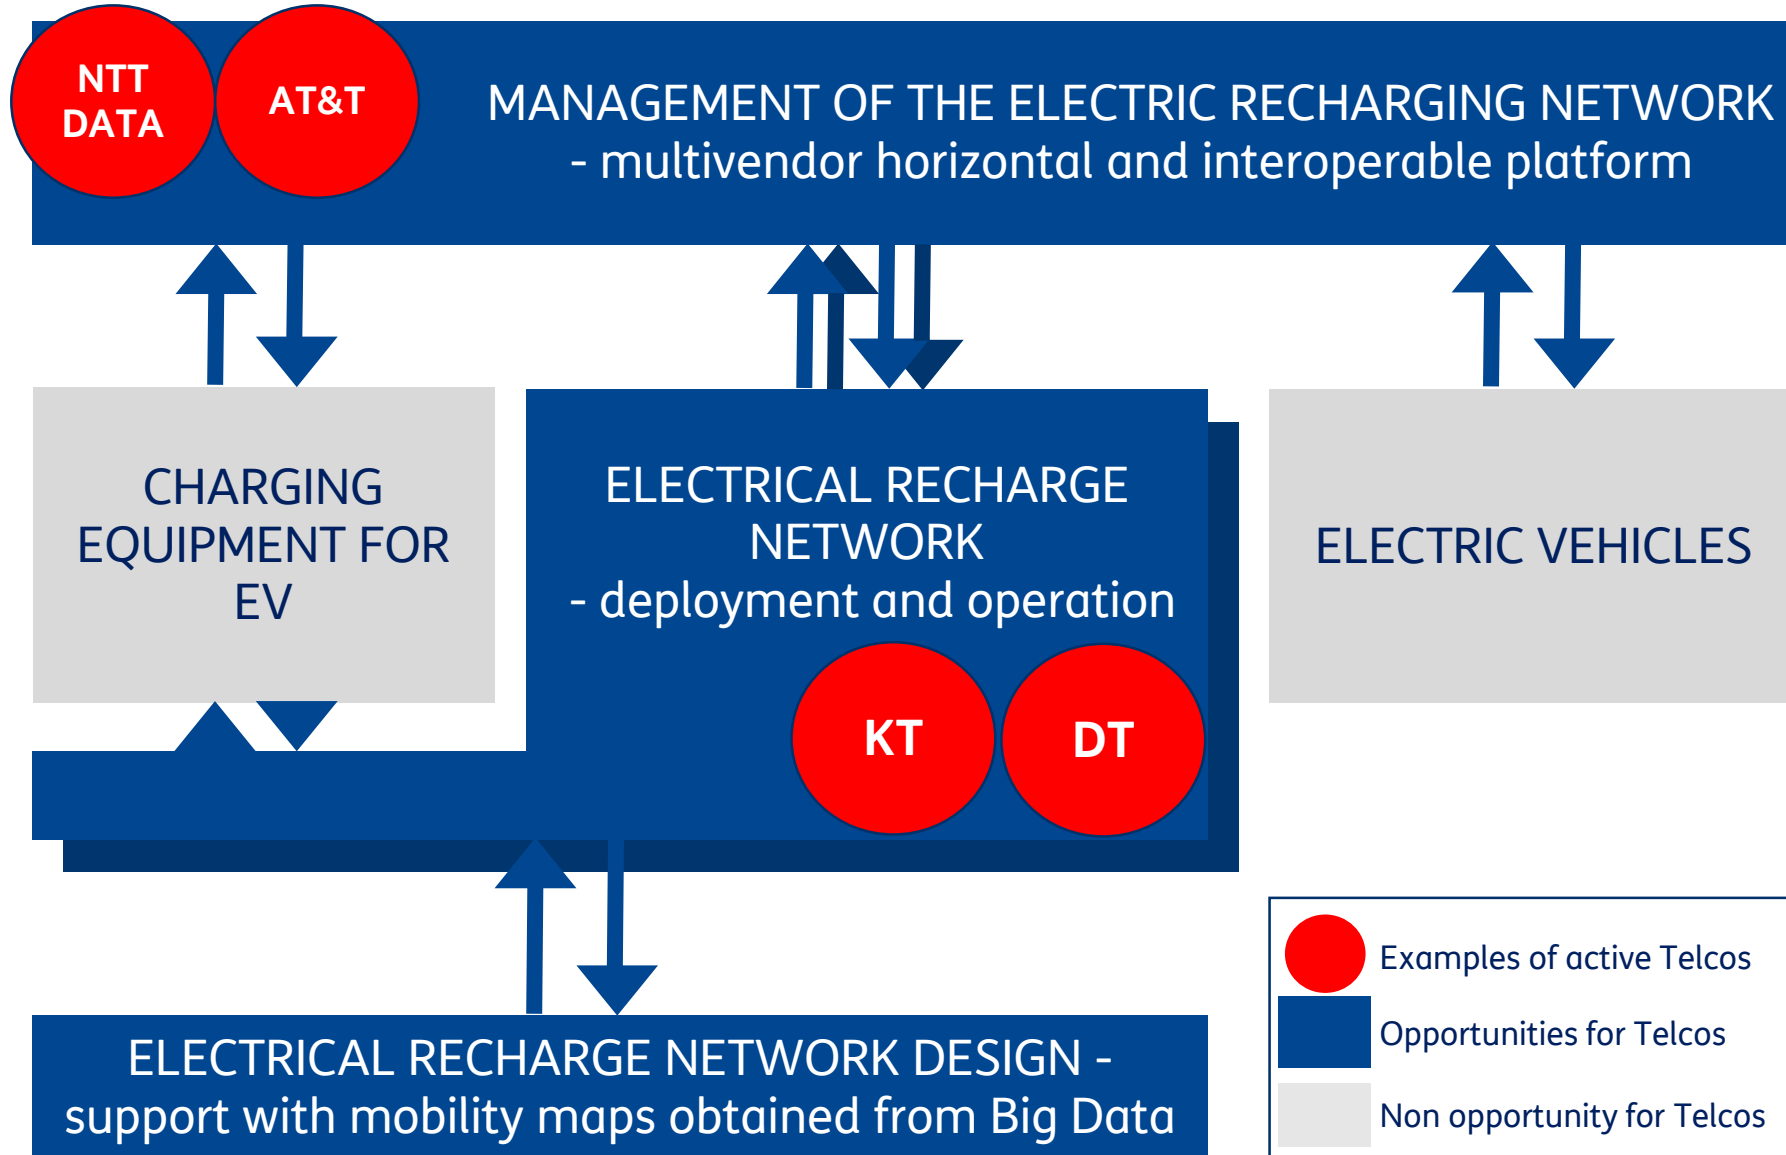 NTT
DATA
AT&T
MANAGEMENT OF THE ELECTRIC RECHARGING NETWORK
- multivendor horizontal and interoperable platform
CHARGING
EQUIPMENT FOR
EV
ELECTRICAL RECHARGE
NETWORK
- deployment and operation
KT
DT
ELECTRIC VEHICLES
ELECTRICAL RECHARGE NETWORK DESIGN -
support with mobility maps obtained from Big Data
Examples of active Telcos
Opportunities for Telcos
Non opportunity for Telcos